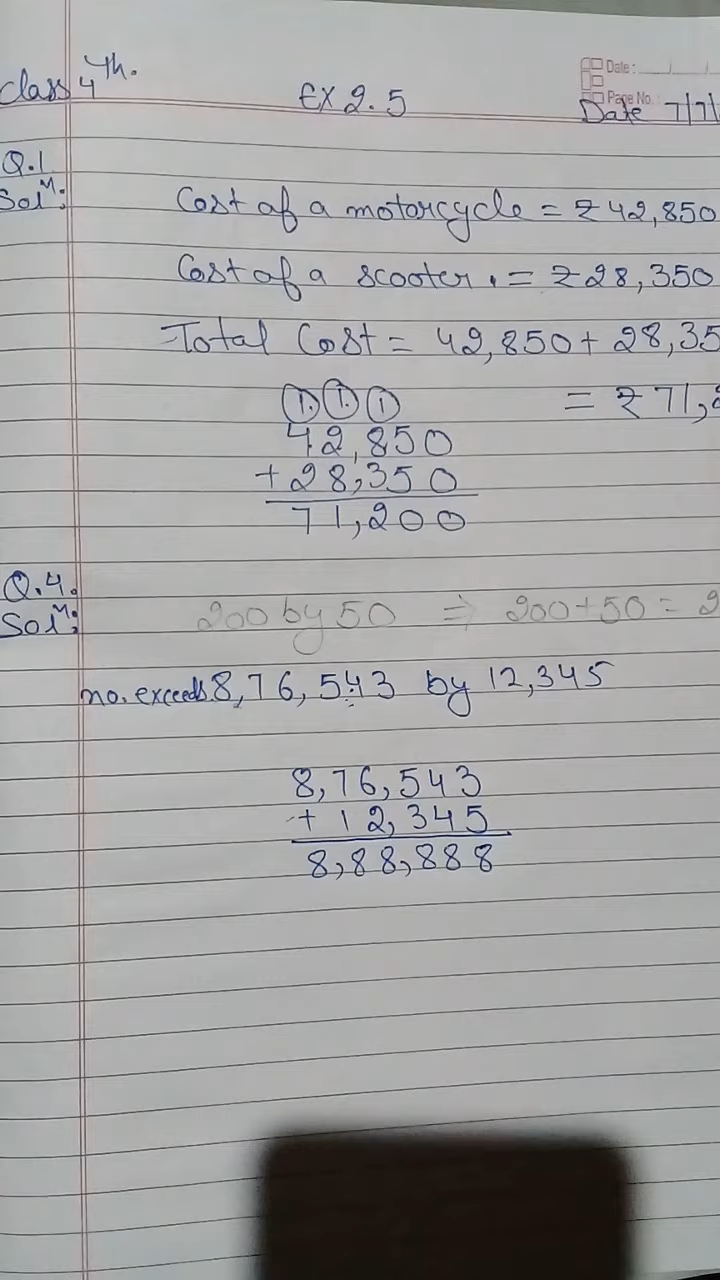 Class 4th.
Ex 2.5
Date :
Page No.
Date 7/7/
Q.1
Solⁿ:
Cost of a motorcycle = ₹ 42,850
Cost of a scooter. = ₹ 28,350
Total Cost = 42,850 + 28,35
= ₹ 71,2
1 1 1
42,850
+ 28,350
71,200
Q.4.
Solⁿ:
200 by 50 ⇒ 200+50 = 2
no. exceeds 8,76,543 by 12,345
8,76,543
+ 12,345
8,88,888